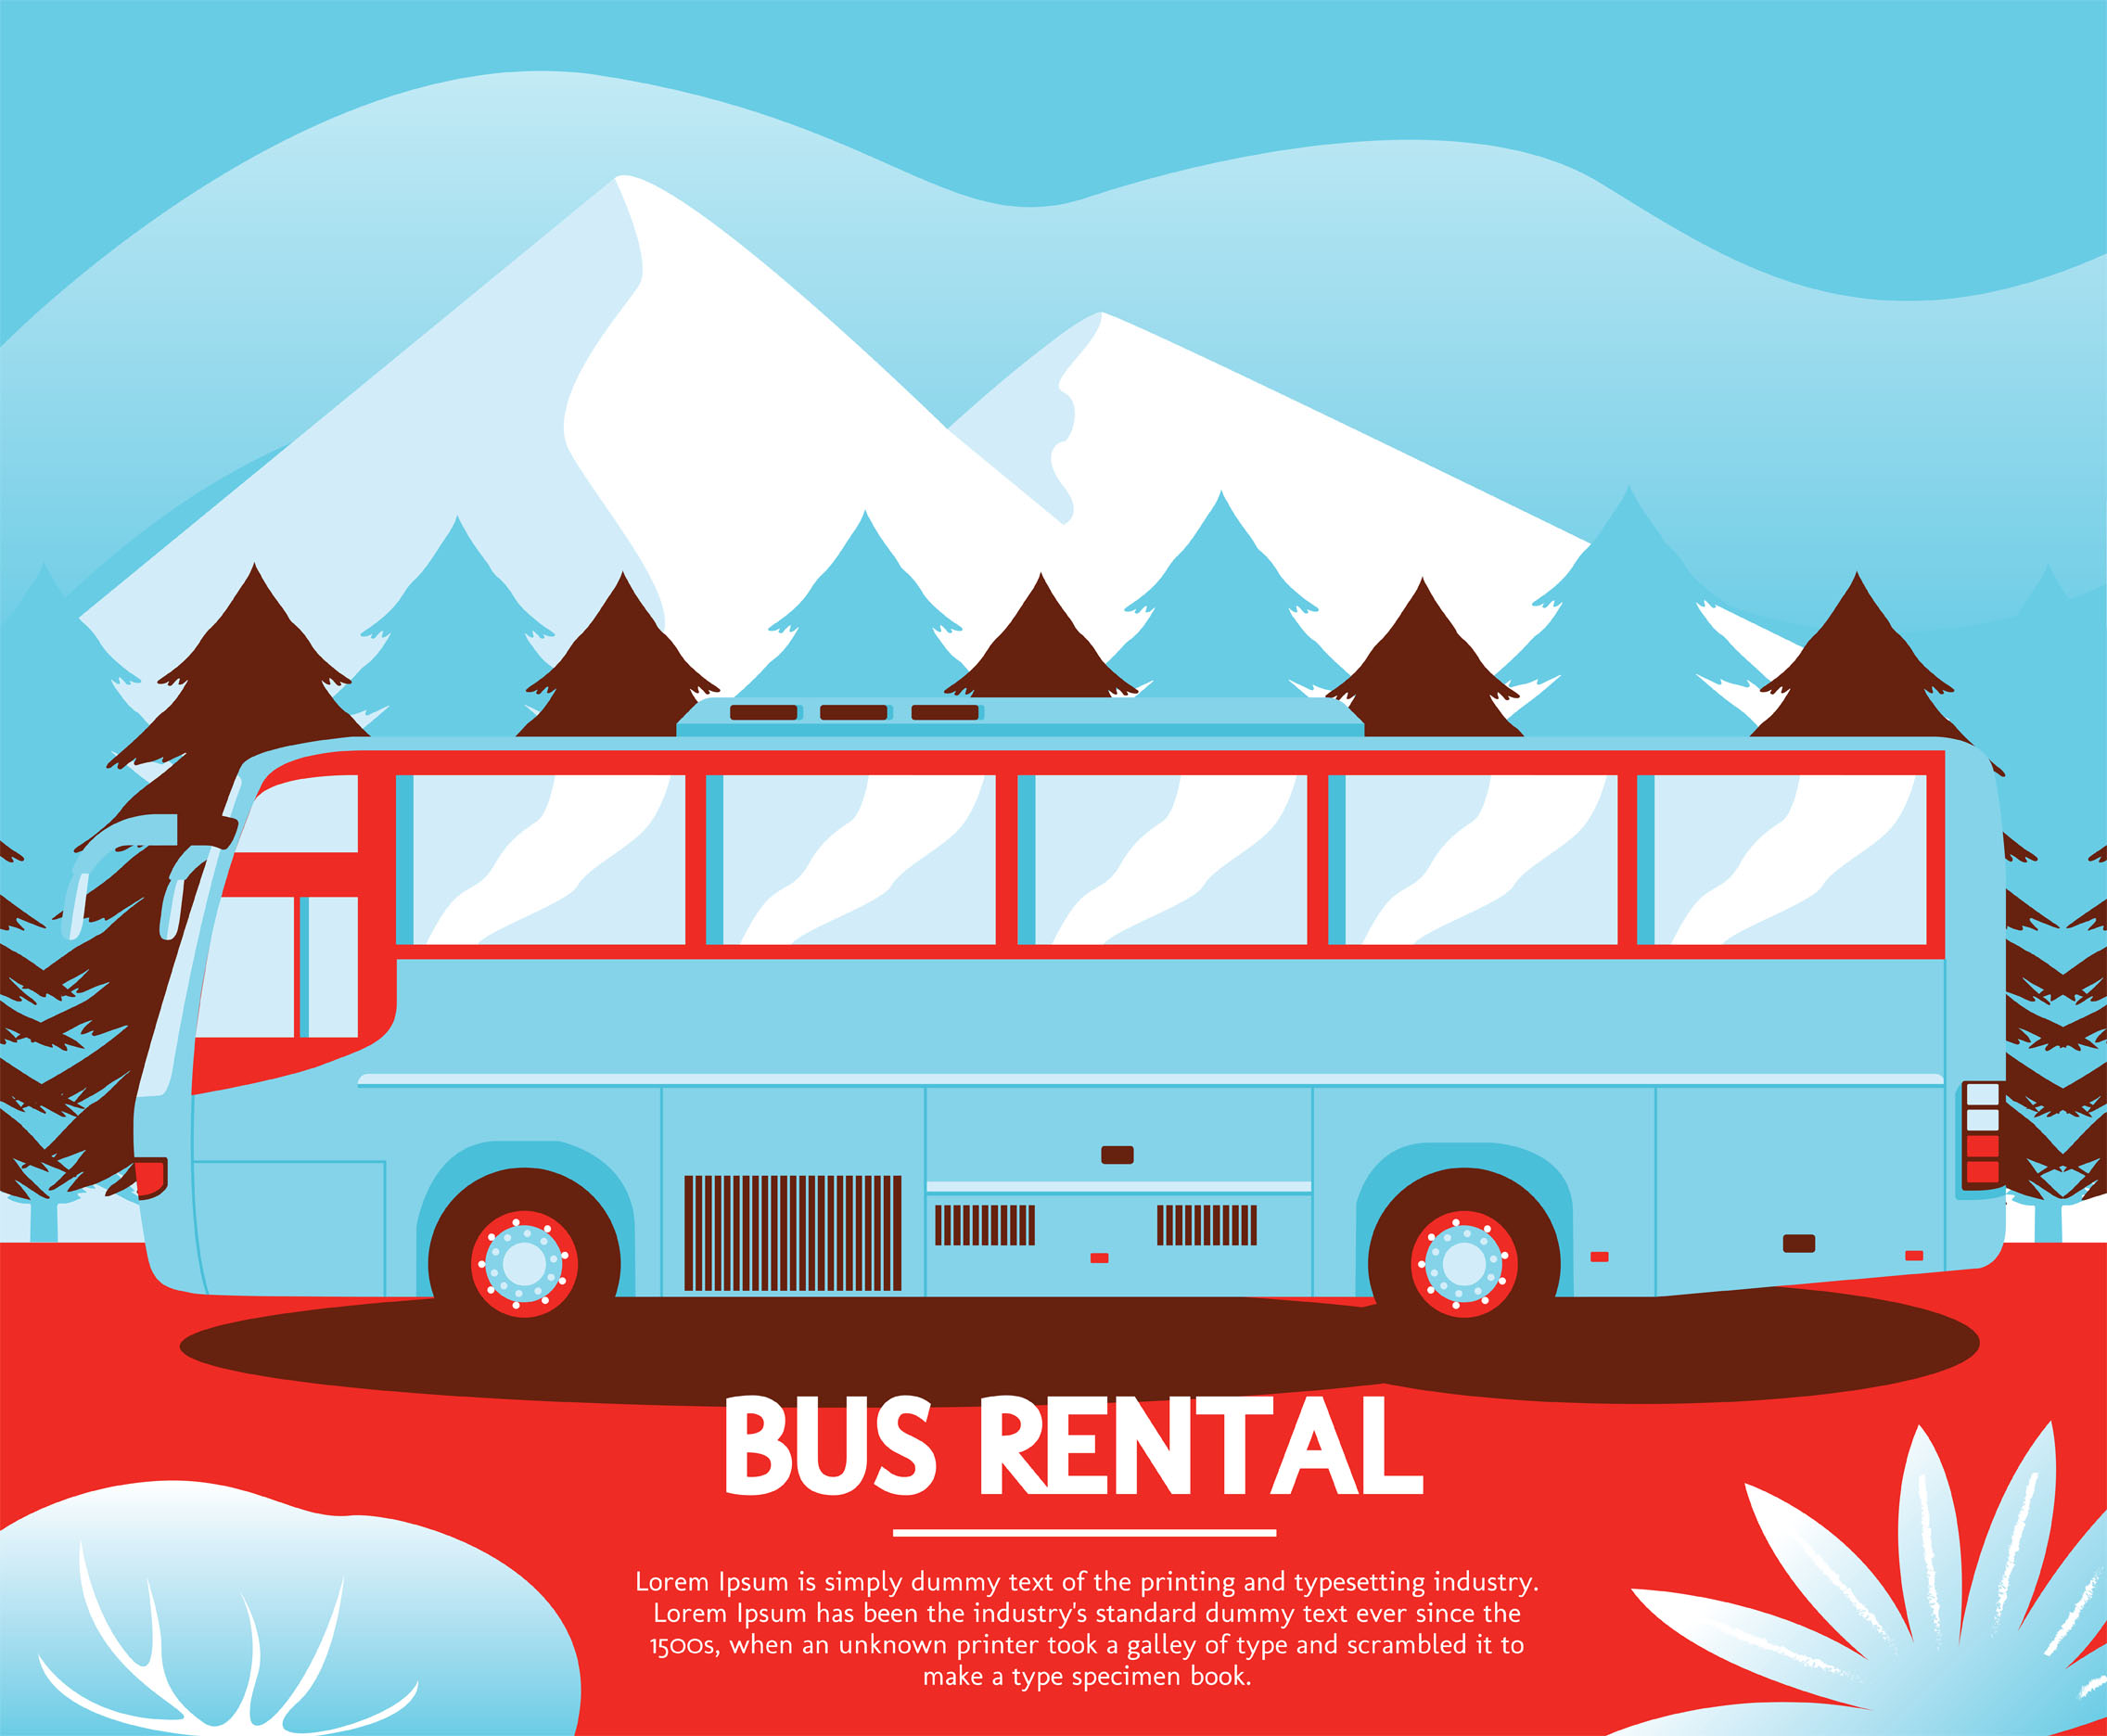 BUS RENTAL
Lorem Ipsum is simply dummy text of the printing and typesetting industry.
Lorem Ipsum has been the industry's standard dummy text ever since the
1500s, when an unknown printer took a galley of type and scrambled it to
make a type specimen book.